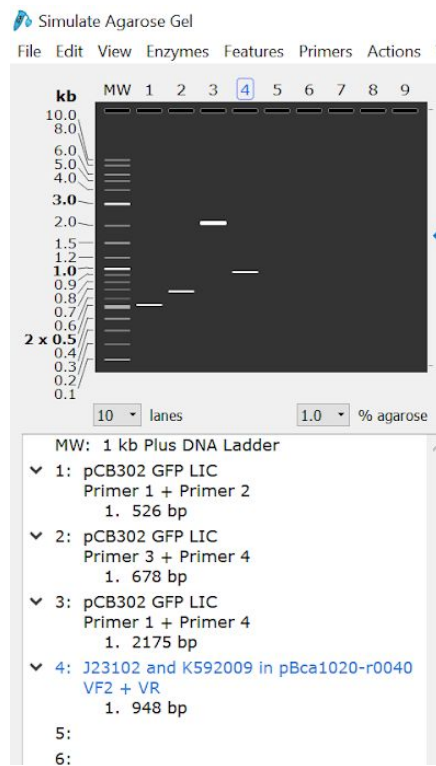 Simulate Agarose Gel
File Edit View Enzymes Features Primers Actions
kb MW 1 2 3 4 5 6 7 8 9
10.0
8.0
6.0
5.0
4.0
3.0
2.0
1.5
1.2
1.0
0.9
0.8
0.7
0.6
2 x 0.5
0.4
0.3
0.2
0.1
10 lanes 1.0 % agarose
MW: 1 kb Plus DNA Ladder
1: pCB302 GFP LIC
Primer 1 + Primer 2
1. 526 bp
2: pCB302 GFP LIC
Primer 3 + Primer 4
1. 678 bp
3: pCB302 GFP LIC
Primer 1 + Primer 4
1. 2175 bp
4: J23102 and K592009 in pBca1020-r0040
VF2 + VR
1. 948 bp
5:
6: